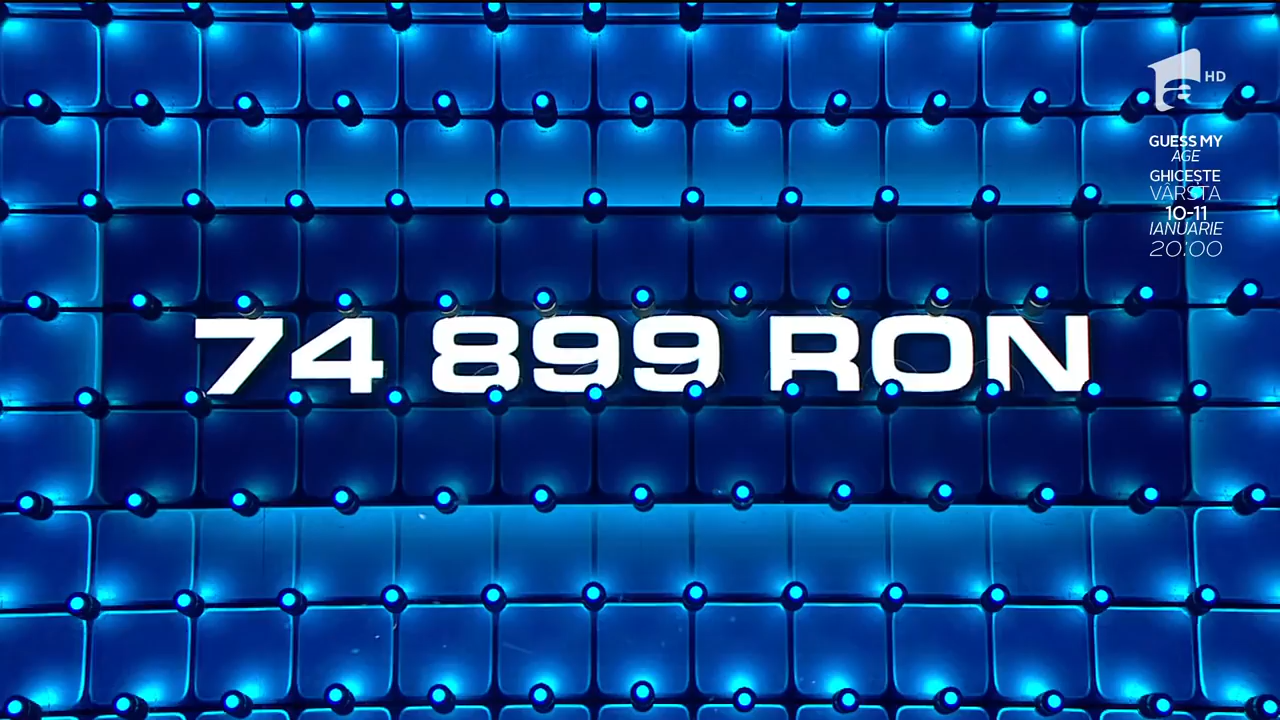 74 899 RON
HD
GUESS MY
AGE
GHICEȘTE
VÂRSTA
10-11
IANUARIE
20:00